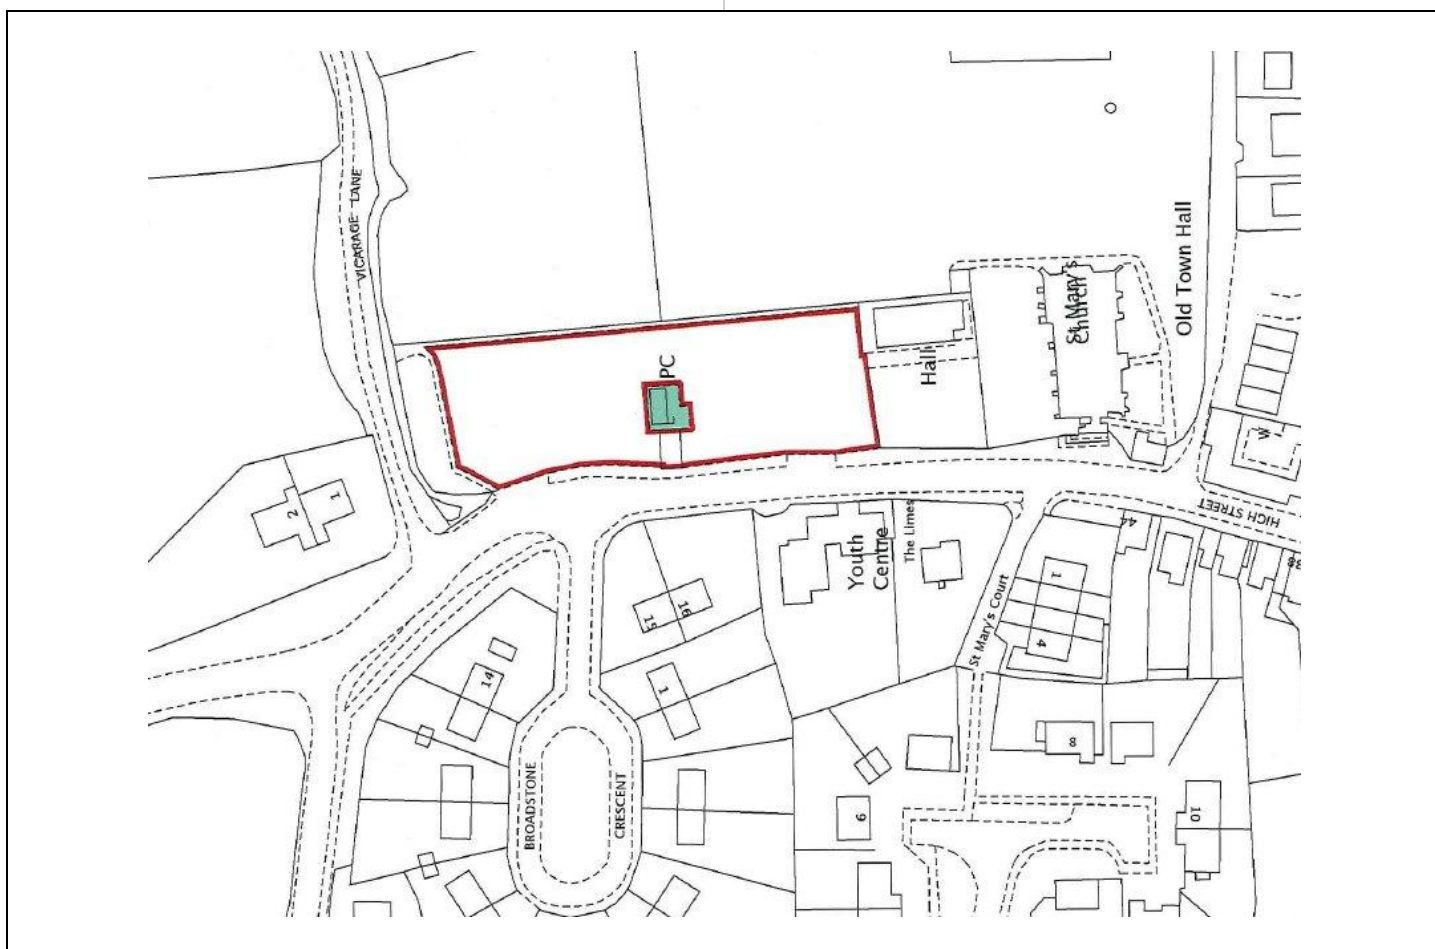 VICARAGE LANE
Old Town Hall
St Mary's
Church
PC
Hall
W
HIGH STREET
44
2
1
Youth
Centre
The Limes
1
4
St Mary's Court
15
16
14
1
8
6
10
BROADSTONE
CRESCENT